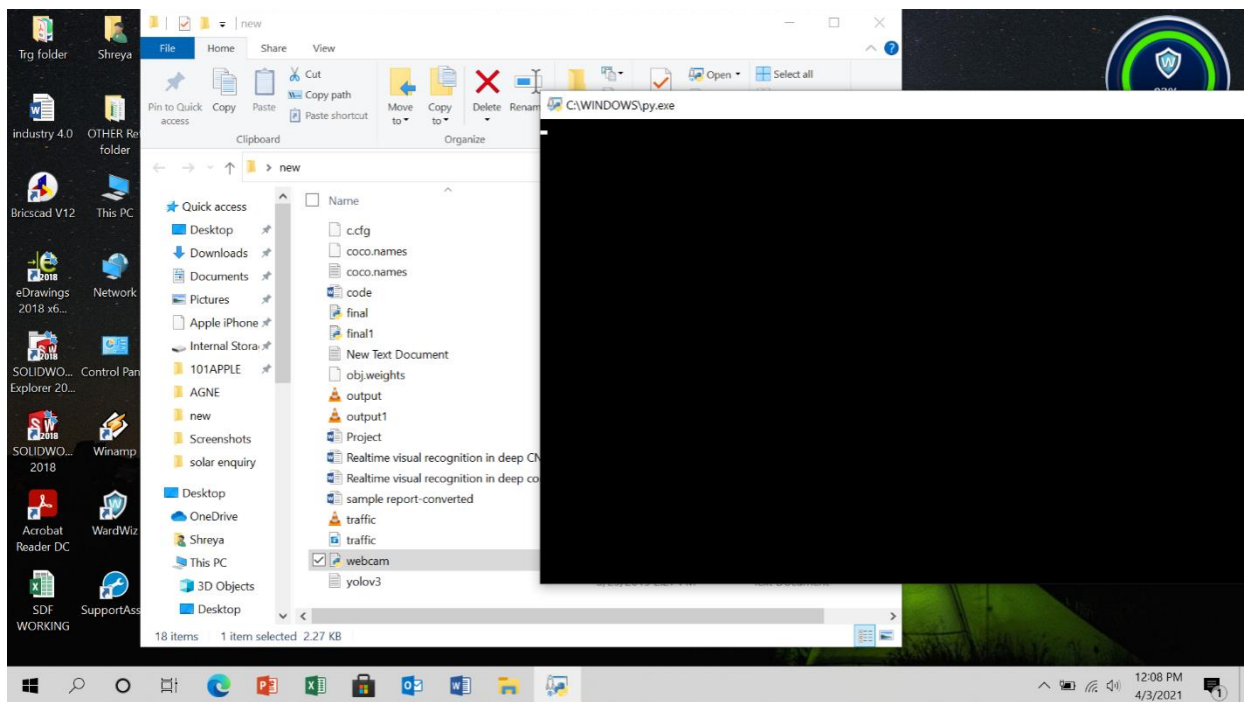 Trg folder
Shreya
industry 4.0
OTHER Re
folder
Bricscad V12
This PC
eDrawings
2018 x6...
Network
SOLIDWO...
Explorer 20...
Control Pan
SOLIDWO...
2018
Winamp
Acrobat
Reader DC
WardWiz
SDF
WORKING
SupportAss
new
File
Home
Share
View
Pin to Quick
access
Copy
Paste
Cut
Copy path
Paste shortcut
Clipboard
Move
to
Copy
to
Delete
Renam
Organize
Open
Select all
new
Quick access
Desktop
Downloads
Documents
Pictures
Apple iPhone
Internal Stora
101APPLE
AGNE
new
Screenshots
solar enquiry
Desktop
OneDrive
Shreya
This PC
3D Objects
Desktop
Name
c.cfg
coco.names
coco.names
code
final
final1
New Text Document
obj.weights
output
output1
Project
Realtime visual recognition in deep CN
Realtime visual recognition in deep co
sample report-converted
traffic
traffic
webcam
yolov3
18 items
1 item selected 2.27 KB
C:\WINDOWS\py.exe
12:08 PM
4/3/2021